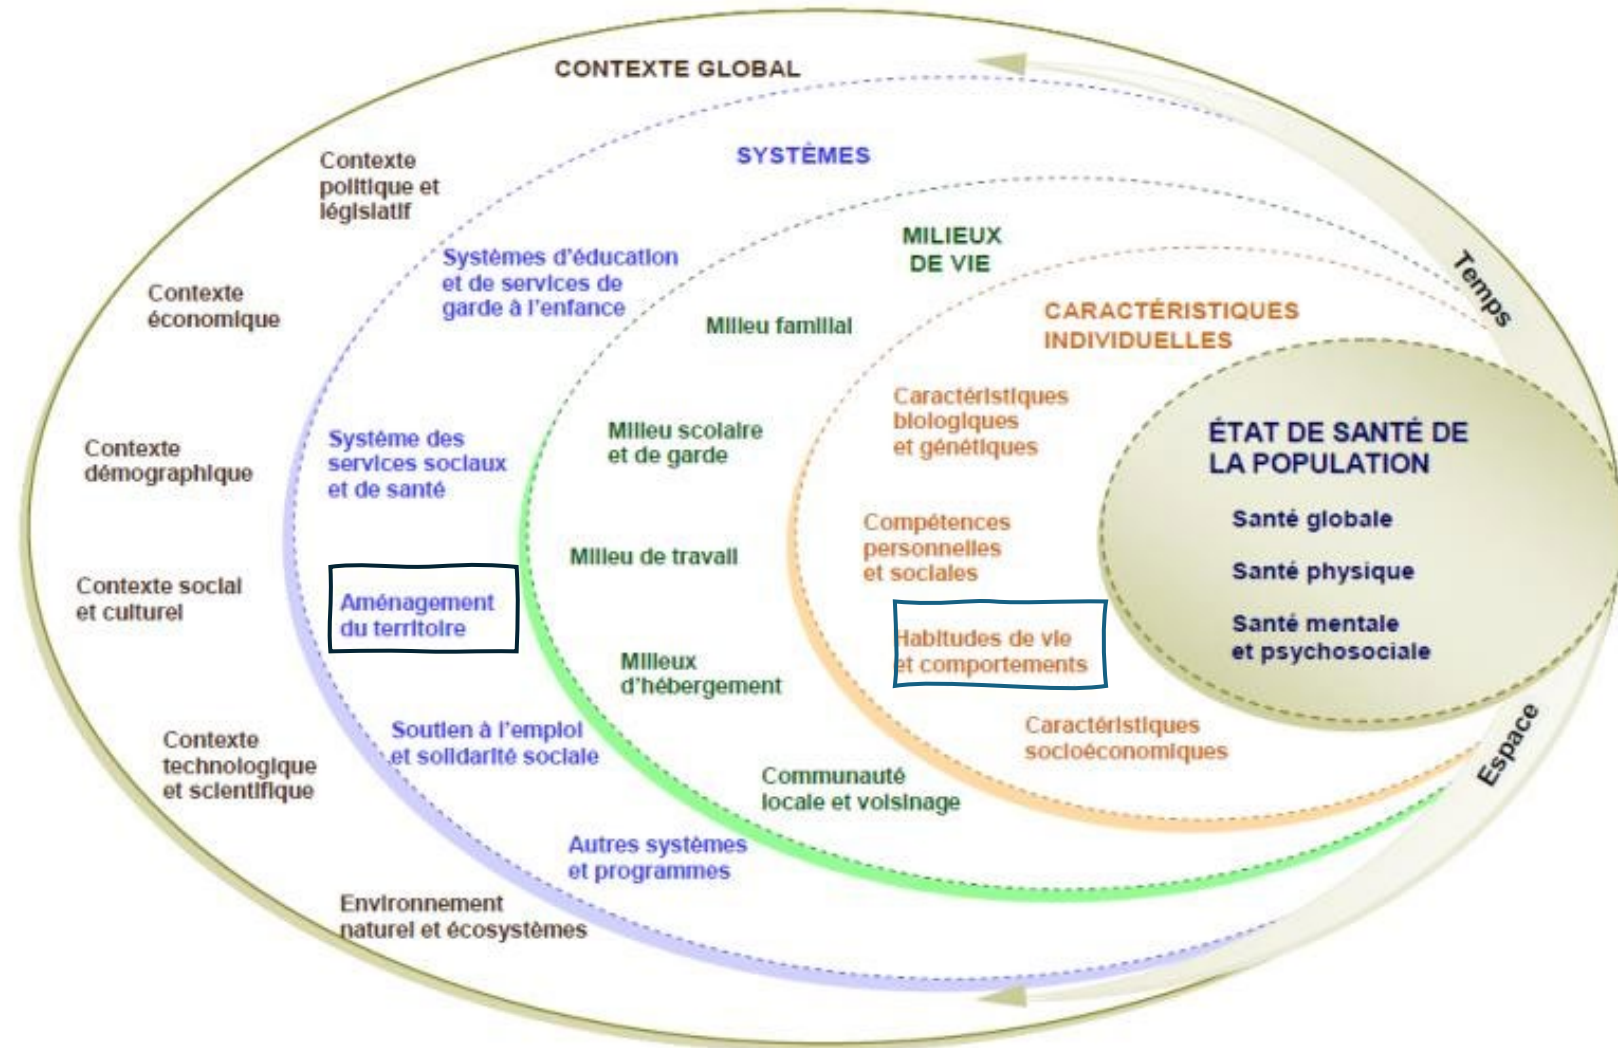 CONTEXTE GLOBAL
Contexte
politique et
législatif
Contexte
économique
Contexte
démographique
Contexte social
et culturel
Contexte
technologique
et scientifique
Environnement
naturel et écosystèmes
SYSTÈMES
Systèmes d'éducation
et de services de
garde à l'enfance
Système des
services sociaux
et de santé
Aménagement
du territoire
Soutien à l'emploi
et solidarité sociale
Autres systèmes
et programmes
MILIEUX
DE VIE
Milieu familial
Milieu scolaire
et de garde
Milieu de travail
Milieux
d'hébergement
Communauté
locale et voisinage
CARACTÉRISTIQUES
INDIVIDUELLES
Caractéristiques
biologiques
et génétiques
Compétences
personnelles
et sociales
Habitudes de vie
et comportements
Caractéristiques
socioéconomiques
ÉTAT DE SANTÉ DE
LA POPULATION
Santé globale
Santé physique
Santé mentale
et psychosociale
Temps
Espace